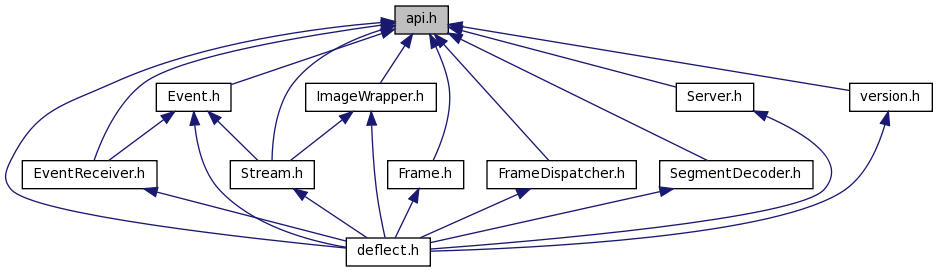 api.h
Event.h
ImageWrapper.h
Server.h
version.h
EventReceiver.h
Stream.h
Frame.h
FrameDispatcher.h
SegmentDecoder.h
deflect.h